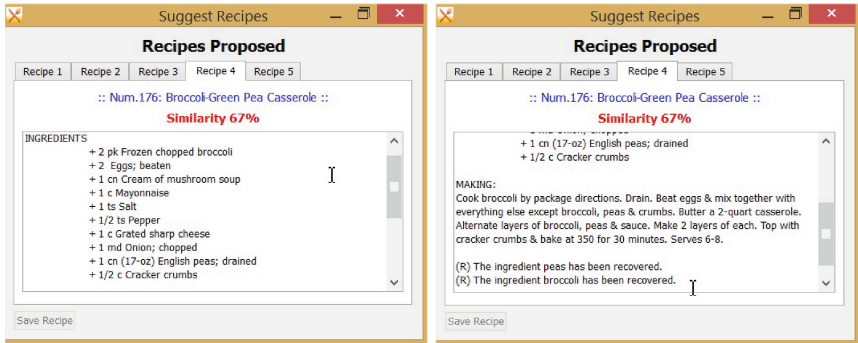 Suggest Recipes
Recipes Proposed
Recipe 1 Recipe 2 Recipe 3 Recipe 4 Recipe 5
:: Num.176: Broccoli-Green Pea Casserole ::
Similarity 67%
INGREDIENTS
+ 2 pk Frozen chopped broccoli
+ 2 Eggs; beaten
+ 1 cn Cream of mushroom soup
+ 1 c Mayonnaise
+ 1 ts Salt
+ 1/2 ts Pepper
+ 1 c Grated sharp cheese
+ 1 md Onion; chopped
+ 1 cn (17-oz) English peas; drained
+ 1/2 c Cracker crumbs
Save Recipe
Suggest Recipes
Recipes Proposed
Recipe 1 Recipe 2 Recipe 3 Recipe 4 Recipe 5
:: Num.176: Broccoli-Green Pea Casserole ::
Similarity 67%
+ 1 cn (17-oz) English peas; drained
+ 1/2 c Cracker crumbs
MAKING:
Cook broccoli by package directions. Drain. Beat eggs & mix together with
everything else except broccoli, peas & crumbs. Butter a 2-quart casserole.
Alternate layers of broccoli, peas & sauce. Make 2 layers of each. Top with
cracker crumbs & bake at 350 for 30 minutes. Serves 6-8.
(R) The ingredient peas has been recovered.
(R) The ingredient broccoli has been recovered.
Save Recipe